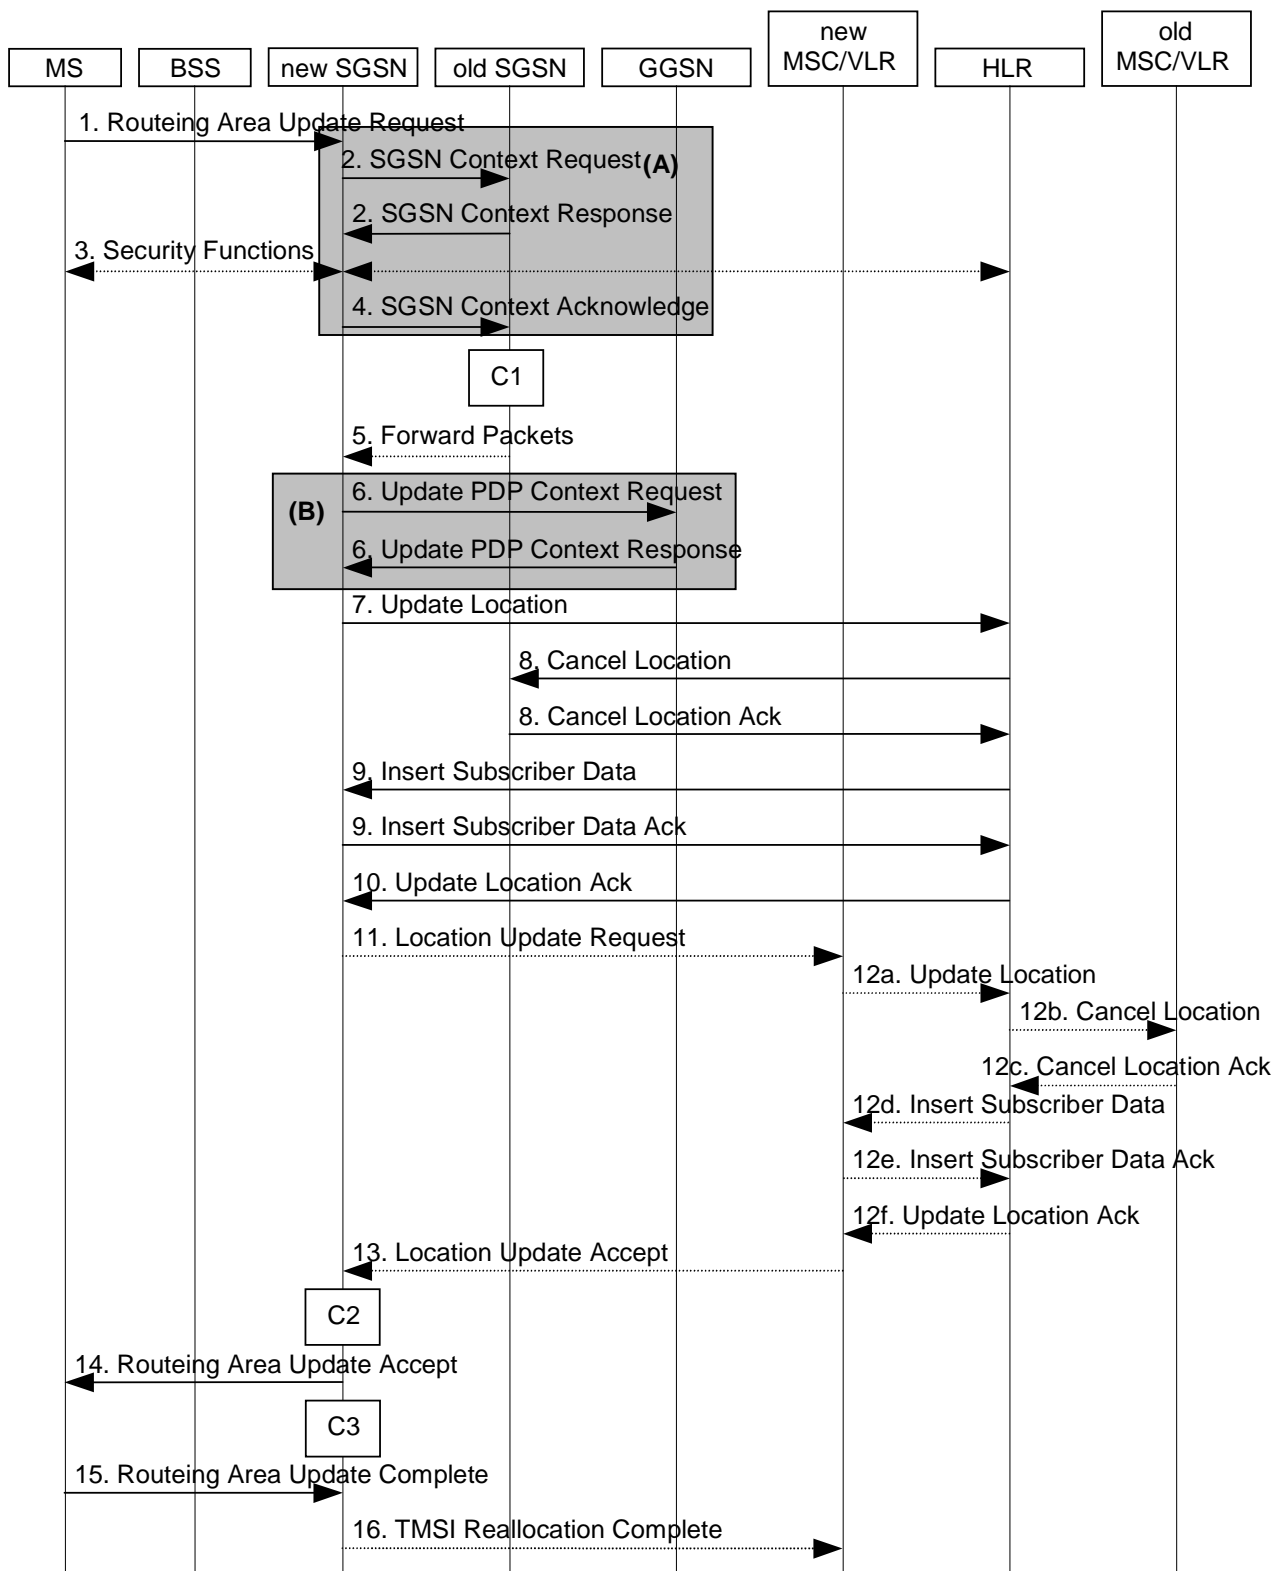 new
MSC/VLR
old
MSC/VLR
MS
BSS
new SGSN
old SGSN
GGSN
HLR
1. Routeing Area Update Request
2. SGSN Context Request
(A)
2. SGSN Context Response
3. Security Functions
4. SGSN Context Acknowledge
C1
5. Forward Packets
6. Update PDP Context Request
(B)
6. Update PDP Context Response
7. Update Location
8. Cancel Location
8. Cancel Location Ack
9. Insert Subscriber Data
9. Insert Subscriber Data Ack
10. Update Location Ack
11. Location Update Request
12a. Update Location
12b. Cancel Location
12c. Cancel Location Ack
12d. Insert Subscriber Data
12e. Insert Subscriber Data Ack
12f. Update Location Ack
13. Location Update Accept
C2
14. Routeing Area Update Accept
C3
15. Routeing Area Update Complete
16. TMSI Reallocation Complete